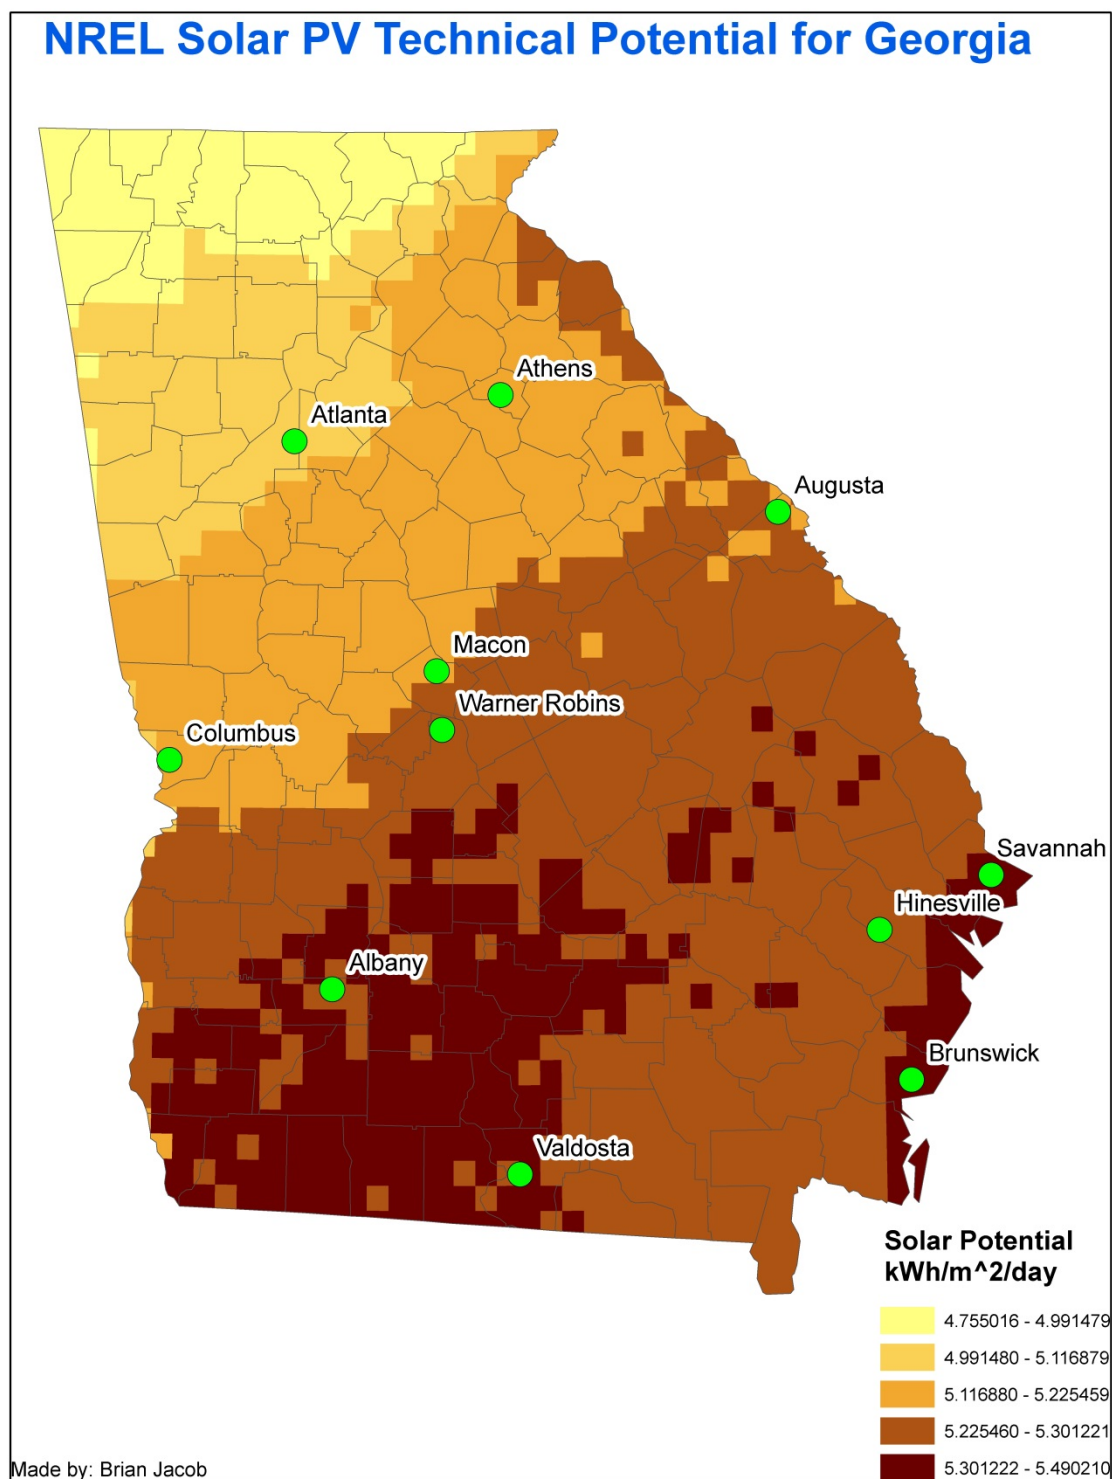 NREL Solar PV Technical Potential for Georgia
Athens
Atlanta
Augusta
Macon
Warner Robins
Columbus
Savannah
Hinesville
Albany
Brunswick
Valdosta
Solar Potential
kWh/m^2/day
4.755016 - 4.991479
4.991480 - 5.116879
5.116880 - 5.225459
5.225460 - 5.301221
5.301222 - 5.490210
Made by: Brian Jacob